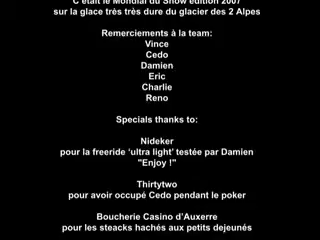 C'était le Mondial du Snow édition 2007
sur la glace très très dure du glacier des 2 Alpes
Remerciements à la team:
Vince
Cedo
Damien
Eric
Charlie
Reno
Specials thanks to:
Nideker
pour la freeride 'ultra light' testée par Damien
"Enjoy !"
Thirtytwo
pour avoir occupé Cedo pendant le poker
Boucherie Casino d'Auxerre
pour les steacks hachés aux petits dejeunés